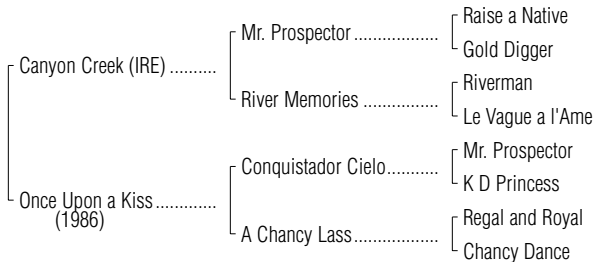 Raise a Native
Mr. Prospector ..................
Gold Digger
Canyon Creek (IRE) ..........
Riverman
River Memories ................
Le Vague a l'Ame
Mr. Prospector
Conquistador Cielo...........
K D Princess
Once Upon a Kiss.............
(1986)
Regal and Royal
A Chancy Lass..................
Chancy Dance